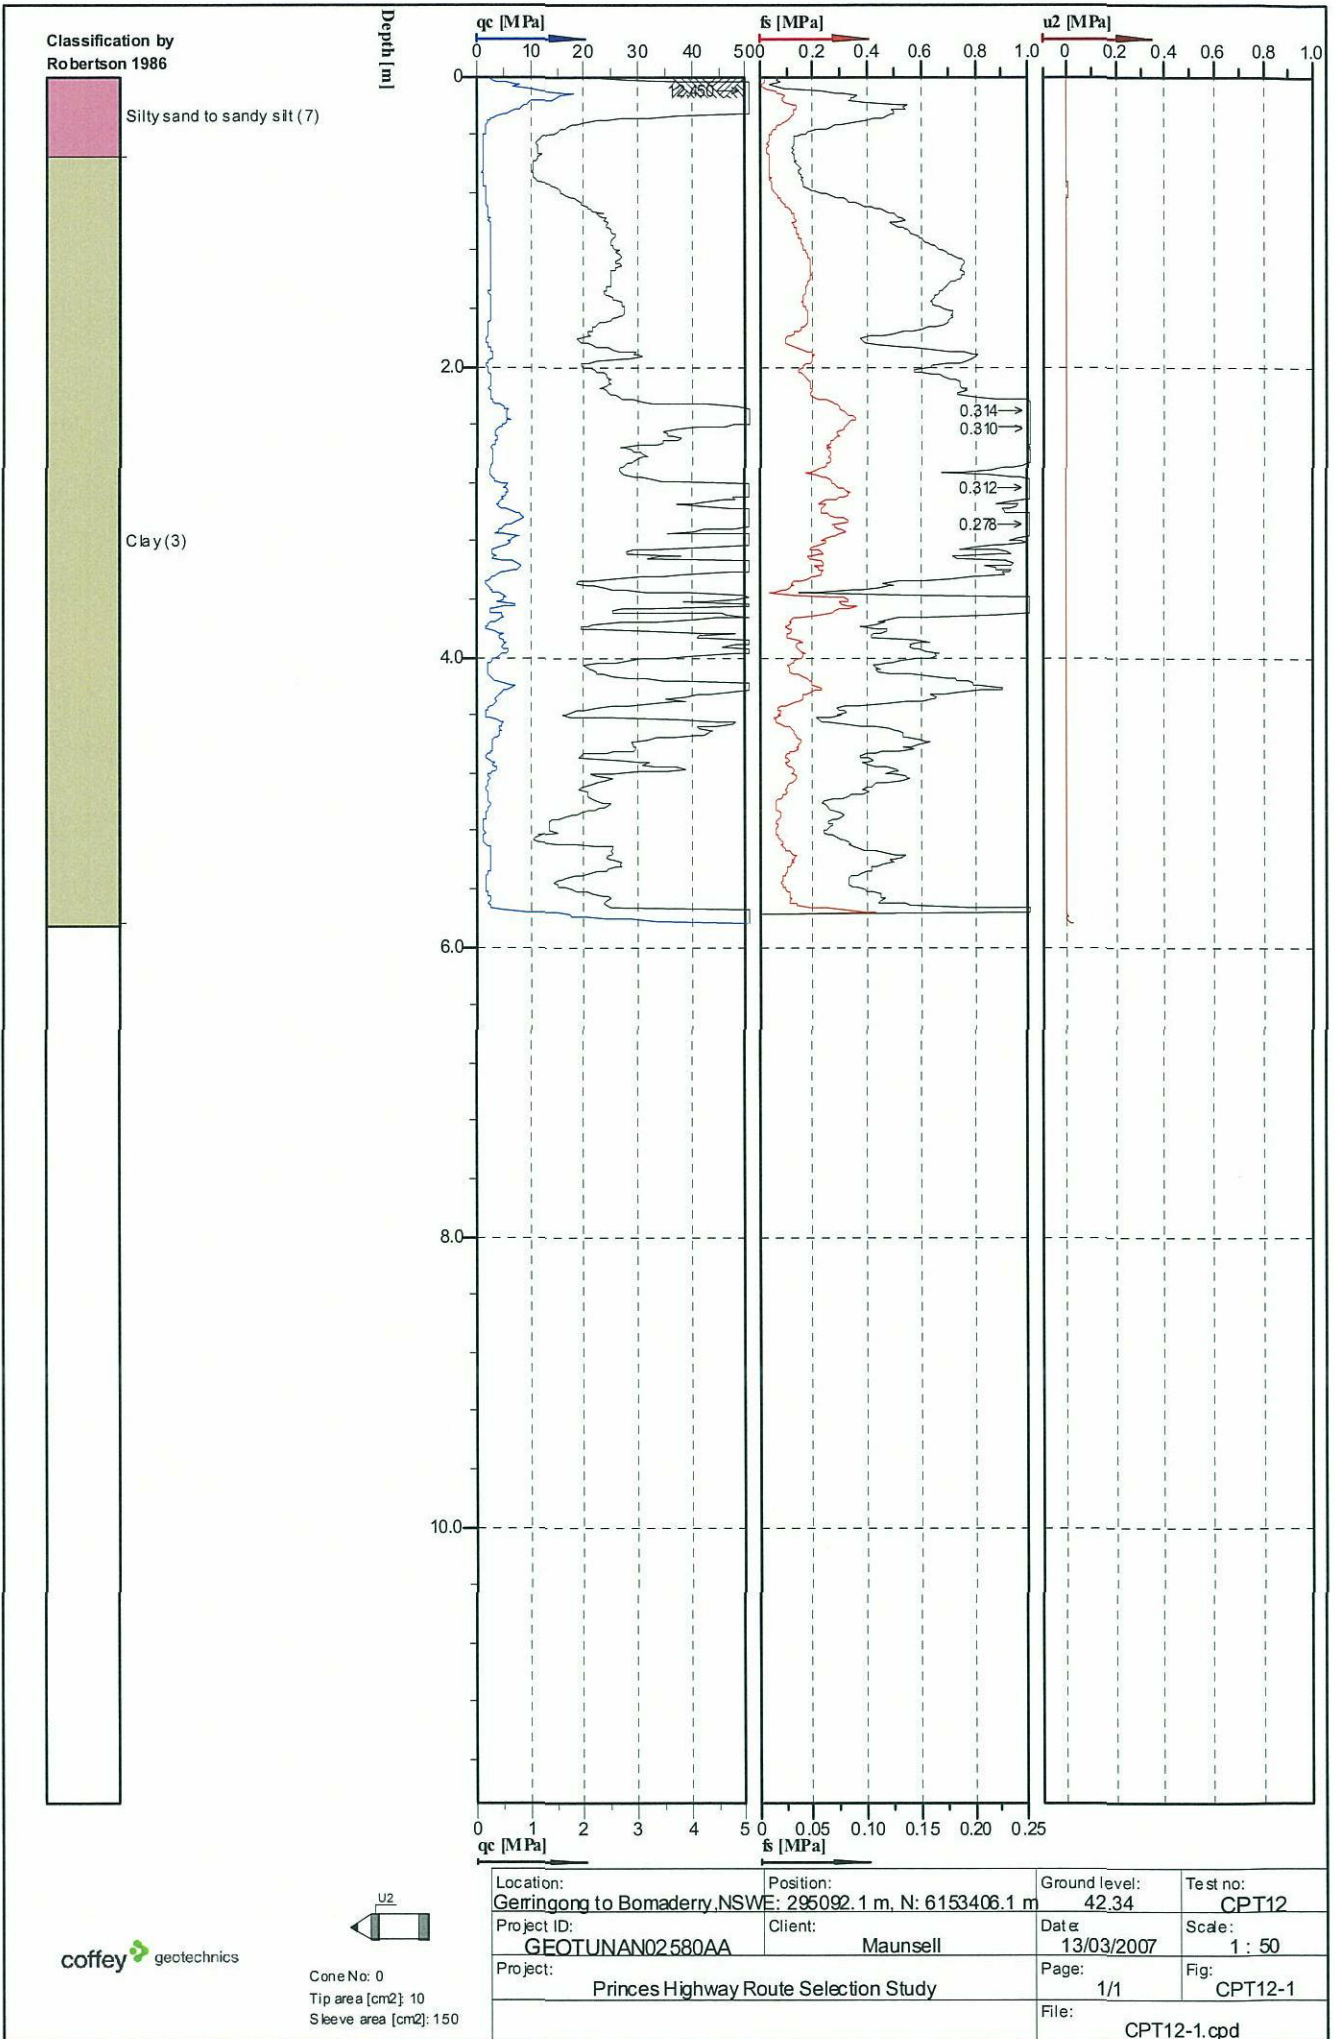 Classification by
Robertson 1986
Depth [m]
qc [MPa]
0 10 20 30 40 50
fs [MPa]
0 0.2 0.4 0.6 0.8 1.0
u2 [MPa]
0 0.2 0.4 0.6 0.8 1.0
0
12.450
Silty sand to sandy silt (7)
2.0
0.314
0.310
0.312
0.278
Clay (3)
4.0
6.0
8.0
10.0
0 1 2 3 4 5
qc [MPa]
0 0.05 0.10 0.15 0.20 0.25
fs [MPa]
U2
coffey geotechnics
Cone No: 0
Tip area [cm2]: 10
Sleeve area [cm2]: 150
Location:
Gerringong to Bomaderry,NSW
Position:
E: 295092.1 m, N: 6153406.1 m
Ground level:
42.34
Test no:
CPT12
Project ID:
GEOTUNAN02580AA
Client:
Maunsell
Date:
13/03/2007
Scale:
1 : 50
Project:
Princes Highway Route Selection Study
Page:
1/1
Fig:
CPT12-1
File:
CPT12-1.cpd